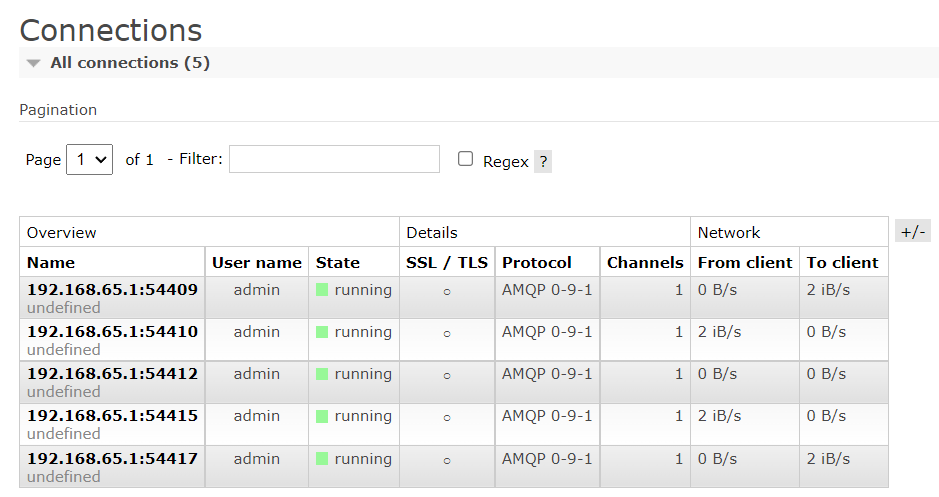 Connections
All connections (5)
Pagination
Page 1 of 1 - Filter: Regex ?
Overview Details Network +/-
Name User name State SSL / TLS Protocol Channels From client To client
192.168.65.1:54409 admin running ○ AMQP 0-9-1 1 0 B/s 2 iB/s
undefined
192.168.65.1:54410 admin running ○ AMQP 0-9-1 1 2 iB/s 0 B/s
undefined
192.168.65.1:54412 admin running ○ AMQP 0-9-1 1 0 B/s 0 B/s
undefined
192.168.65.1:54415 admin running ○ AMQP 0-9-1 1 2 iB/s 0 B/s
undefined
192.168.65.1:54417 admin running ○ AMQP 0-9-1 1 0 B/s 2 iB/s
undefined